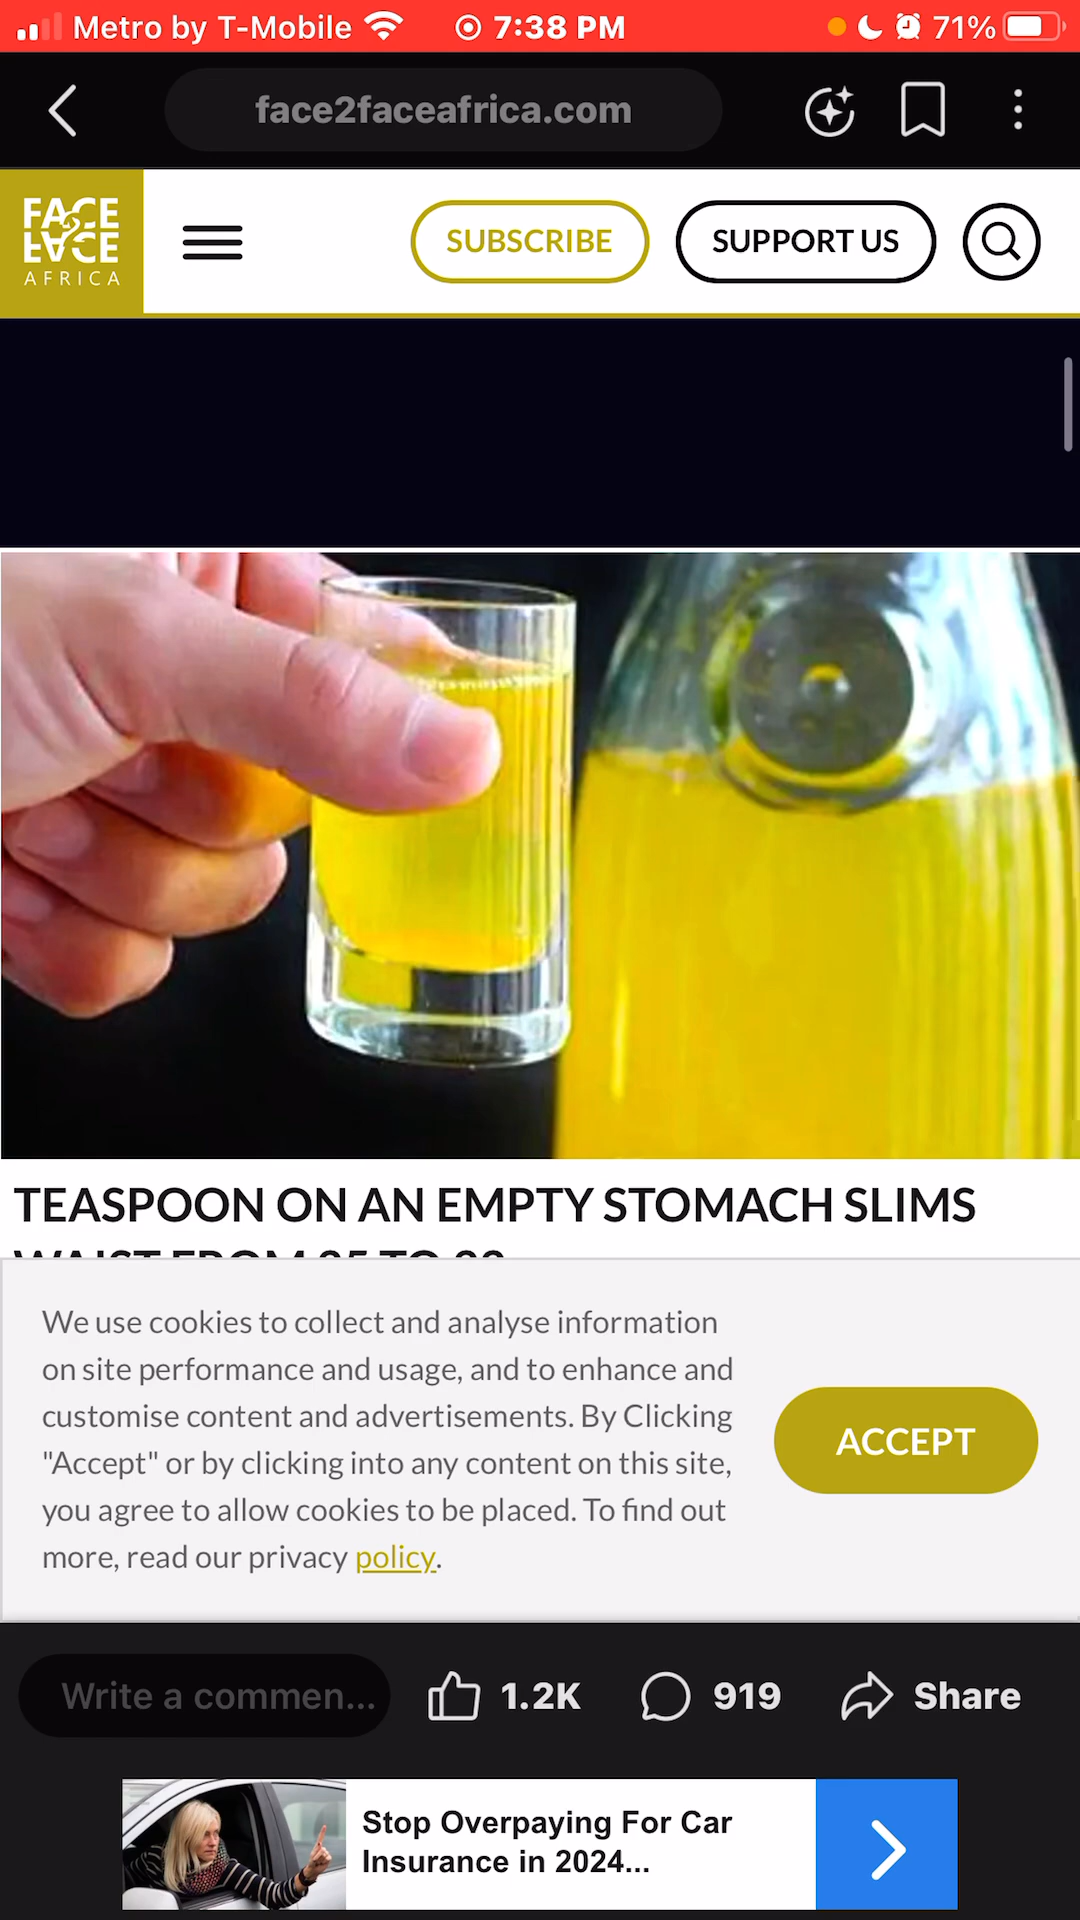 Metro by T-Mobile 7:38 PM 71%
face2faceafrica.com
FACE
2
FACE
AFRICA
SUBSCRIBE
SUPPORT US
TEASPOON ON AN EMPTY STOMACH SLIMS
We use cookies to collect and analyse information
on site performance and usage, and to enhance and
customise content and advertisements. By Clicking
"Accept" or by clicking into any content on this site,
you agree to allow cookies to be placed. To find out
more, read our privacy policy.
ACCEPT
Write a commen...
1.2K
919
Share
Stop Overpaying For Car
Insurance in 2024...